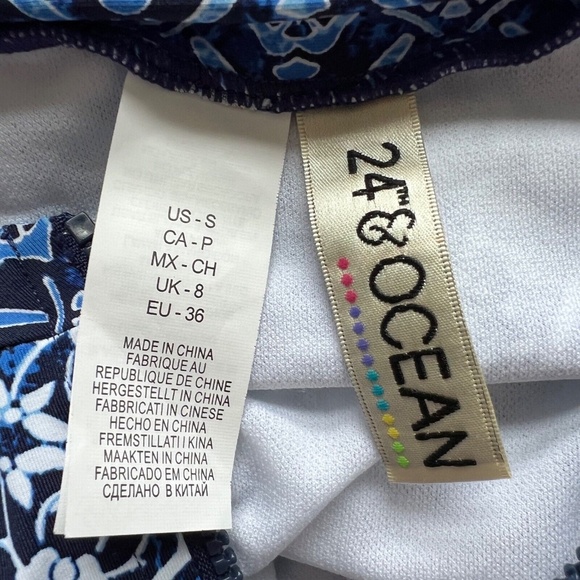 US - S
CA - P
MX - CH
UK - 8
EU - 36
MADE IN CHINA
FABRIQUE AU
REPUBLIQUE DE CHINE
HERGESTELLT IN CHINA
FABBRICATI IN CINESE
HECHO EN CHINA
FREMSTILLATI I KINA
MAAKTEN IN CHINA
FABRICADO EM CHINA
СДЕЛАНО В КИТАЙ
24TH & OCEAN